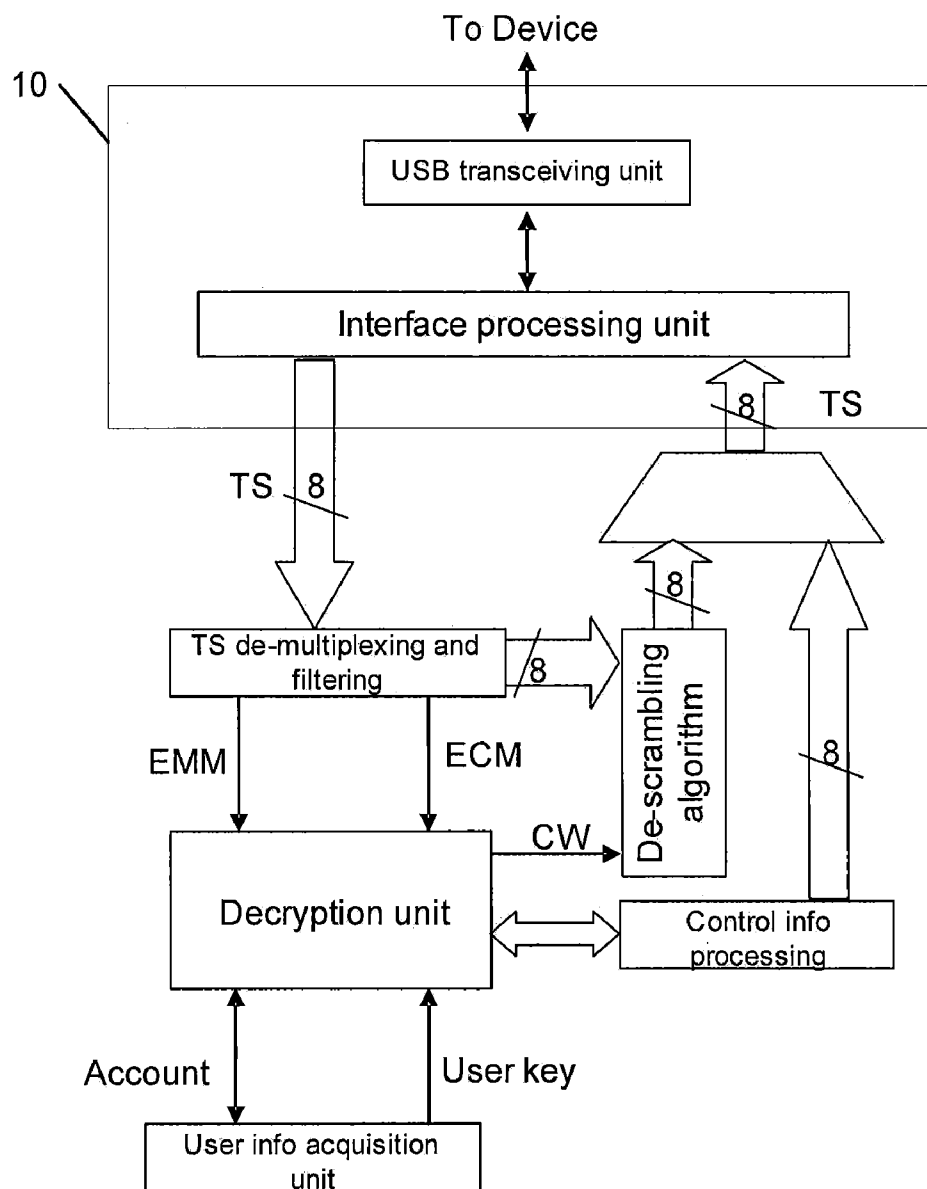 To Device
10
USB transceiving unit
Interface processing unit
8
TS
TS
8
8
TS de-multiplexing and
filtering
8
De-scrambling
algorithm
EMM
ECM
8
CW
Decryption unit
Control info
processing
Account
User key
User info acquisition
unit